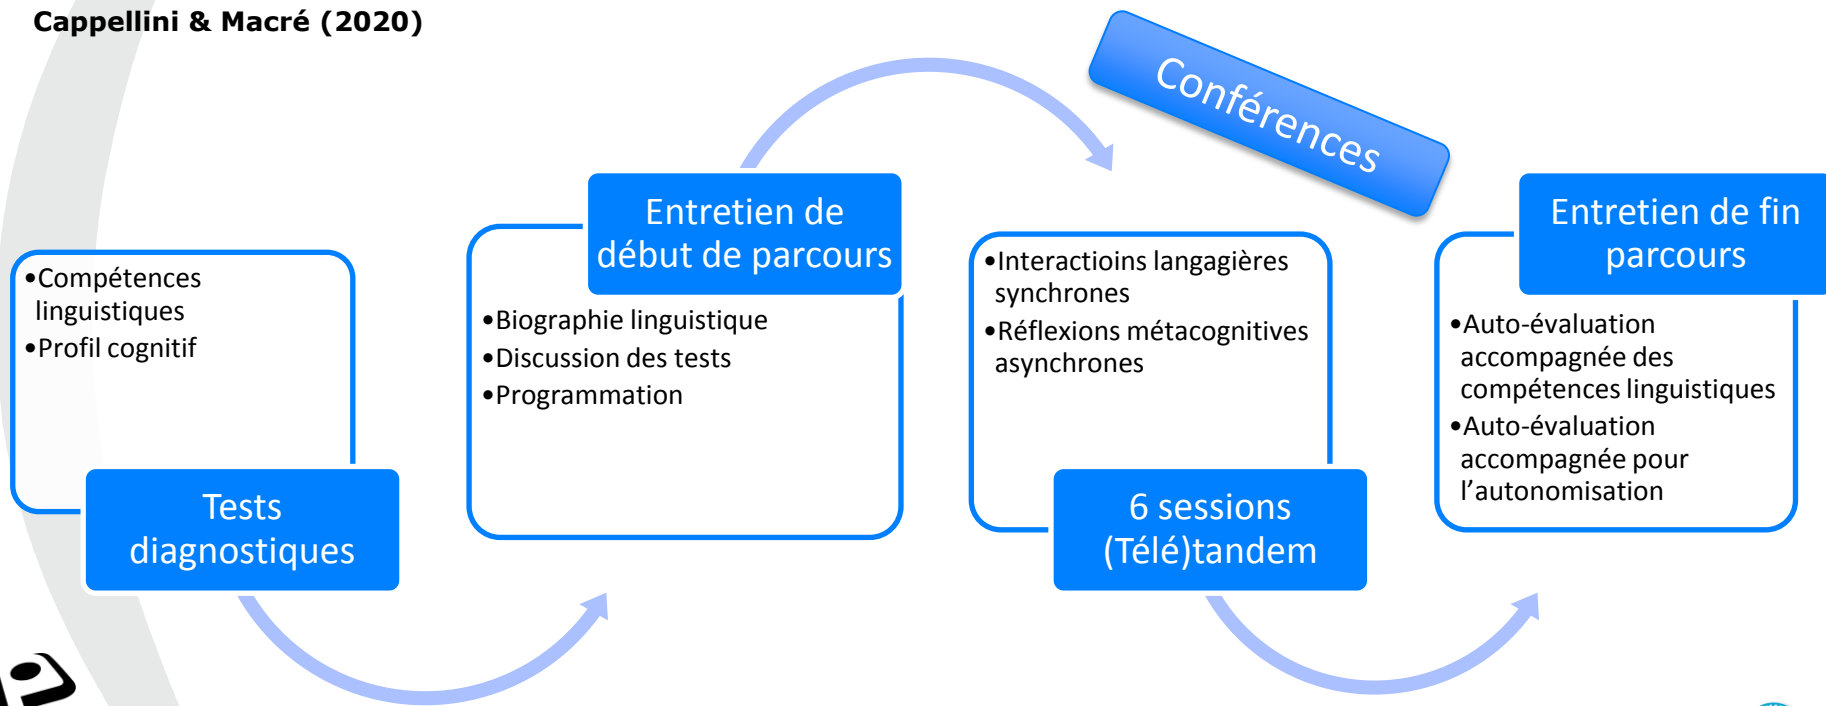 Cappellini & Macré (2020)
Conférences
•Compétences
linguistiques
•Profil cognitif
Tests
diagnostiques
Entretien de
début de parcours
•Biographie linguistique
•Discussion des tests
•Programmation
•Interactioins langagières
synchrones
•Réflexions métacognitives
asynchrones
6 sessions
(Télé)tandem
Entretien de fin
parcours
•Auto-évaluation
accompagnée des
compétences linguistiques
•Auto-évaluation
accompagnée pour
l’autonomisation